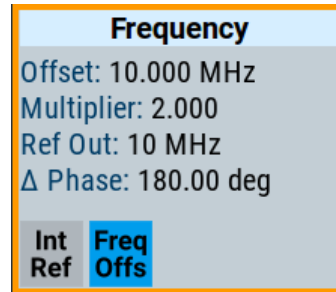 Frequency
Offset: 10.000 MHz
Multiplier: 2.000
Ref Out: 10 MHz
Δ Phase: 180.00 deg
Int Freq
Ref Offs